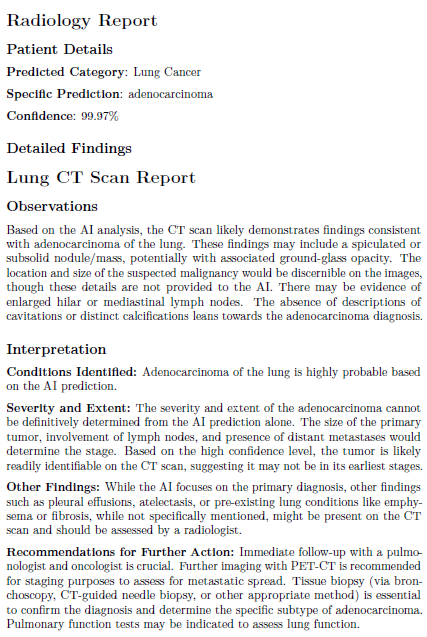 Radiology Report
Patient Details
Predicted Category: Lung Cancer
Specific Prediction: adenocarcinoma
Confidence: 99.97%
Detailed Findings
Lung CT Scan Report
Observations
Based on the AI analysis, the CT scan likely demonstrates findings consistent
with adenocarcinoma of the lung. These findings may include a spiculated or
subsolid nodule/mass, potentially with associated ground-glass opacity. The
location and size of the suspected malignancy would be discernible on the images,
though these details are not provided to the AI. There may be evidence of
enlarged hilar or mediastinal lymph nodes. The absence of descriptions of
cavitations or distinct calcifications leans towards the adenocarcinoma diagnosis.
Interpretation
Conditions Identified: Adenocarcinoma of the lung is highly probable based
on the AI prediction.
Severity and Extent: The severity and extent of the adenocarcinoma cannot
be definitively determined from the AI prediction alone. The size of the primary
tumor, involvement of lymph nodes, and presence of distant metastases would
determine the stage. Based on the high confidence level, the tumor is likely
readily identifiable on the CT scan, suggesting it may not be in its earliest stages.
Other Findings: While the AI focuses on the primary diagnosis, other findings
such as pleural effusions, atelectasis, or pre-existing lung conditions like emphy-
sema or fibrosis, while not specifically mentioned, might be present on the CT
scan and should be assessed by a radiologist.
Recommendations for Further Action: Immediate follow-up with a pulmo-
nologist and oncologist is crucial. Further imaging with PET-CT is recommended
for staging purposes to assess for metastatic spread. Tissue biopsy (via bron-
choscopy, CT-guided needle biopsy, or other appropriate method) is essential
to confirm the diagnosis and determine the specific subtype of adenocarcinoma.
Pulmonary function tests may be indicated to assess lung function.